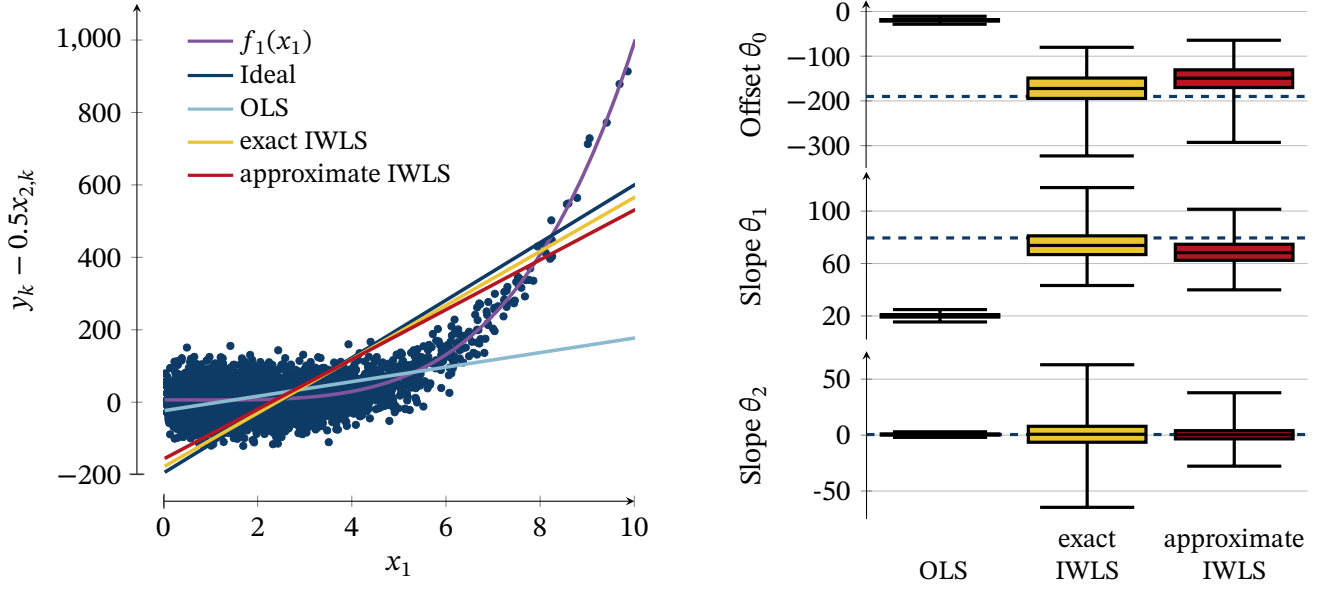 1,000
800
600
400
200
0
−200
y_k − 0.5x_{2,k}
f_1(x_1)
Ideal
OLS
exact IWLS
approximate IWLS
0 2 4 6 8 10
x_1
0
−100
−200
−300
Offset θ_0
100
60
20
Slope θ_1
50
0
-50
Slope θ_2
OLS
exact
IWLS
approximate
IWLS